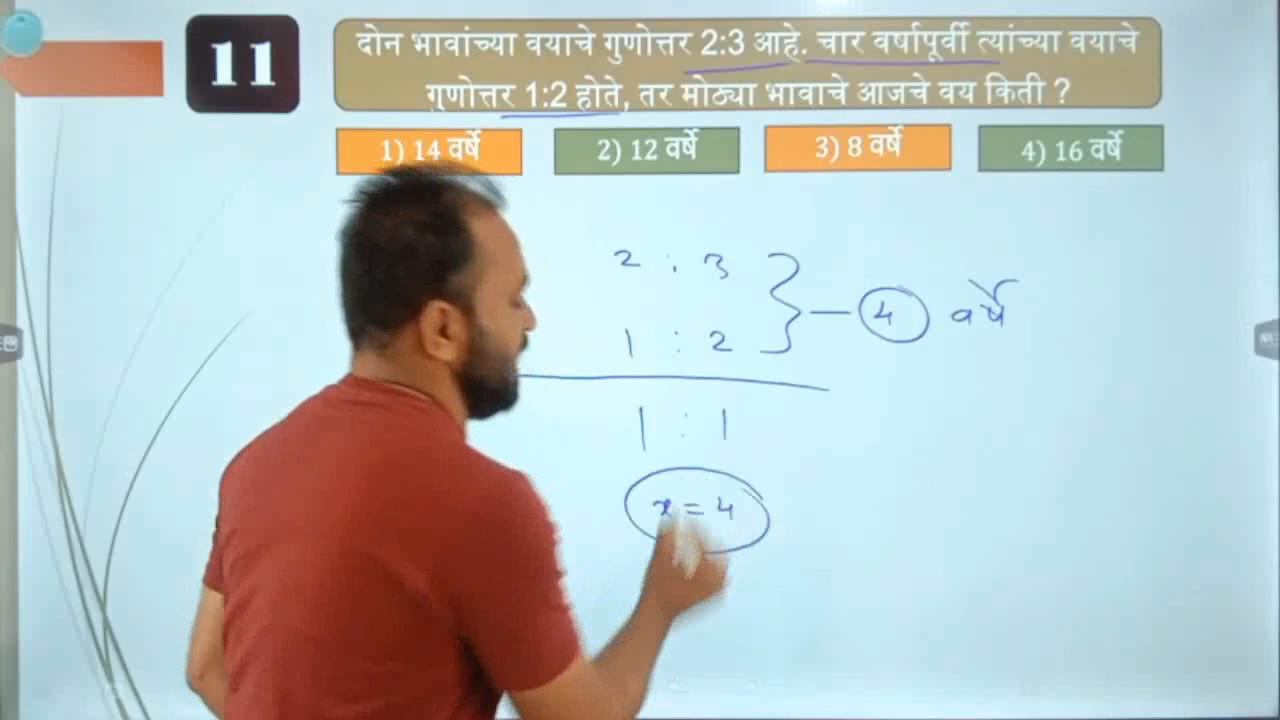 11
दोन भावांच्या वयाचे गुणोत्तर 2:3 आहे. चार वर्षापूर्वी त्यांच्या वयाचे
गुणोत्तर 1:2 होते, तर मोठ्या भावाचे आजचे वय किती ?
1) 14 वर्षे
2) 12 वर्षे
3) 8 वर्षे
4) 16 वर्षे
2 : 3
4 वर्षे
1 : 2
1 : 1
x = 4